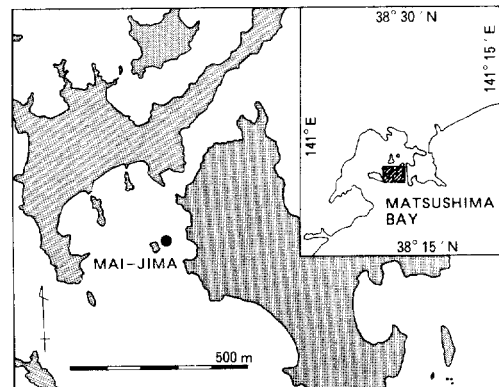 38° 30´ N
141° E
141° 15´ E
MATSUSHIMA
BAY
38° 15´ N
MAI-JIMA
500 m